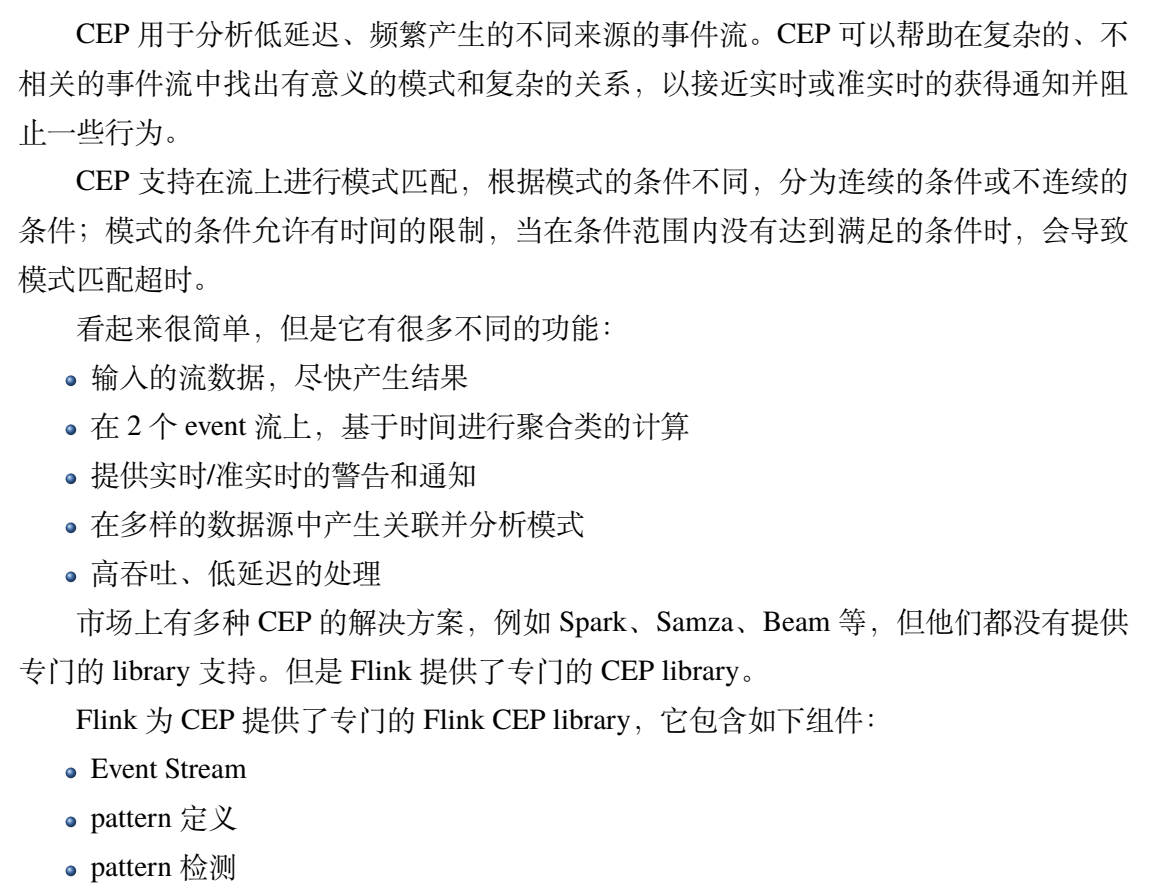 CEP 用于分析低延迟、频繁产生的不同来源的事件流。CEP 可以帮助在复杂的、不
相关的事件流中找出有意义的模式和复杂的关系，以接近实时或准实时的获得通知并阻
止一些行为。
CEP 支持在流上进行模式匹配，根据模式的条件不同，分为连续的条件或不连续的
条件；模式的条件允许有时间的限制，当在条件范围内没有达到满足的条件时，会导致
模式匹配超时。
看起来很简单，但是它有很多不同的功能：
• 输入的流数据，尽快产生结果
• 在 2 个 event 流上，基于时间进行聚合类的计算
• 提供实时/准实时的警告和通知
• 在多样的数据源中产生关联并分析模式
• 高吞吐、低延迟的处理
市场上有多种 CEP 的解决方案，例如 Spark、Samza、Beam 等，但他们都没有提供
专门的 library 支持。但是 Flink 提供了专门的 CEP library。
Flink 为 CEP 提供了专门的 Flink CEP library，它包含如下组件：
• Event Stream
• pattern 定义
• pattern 检测